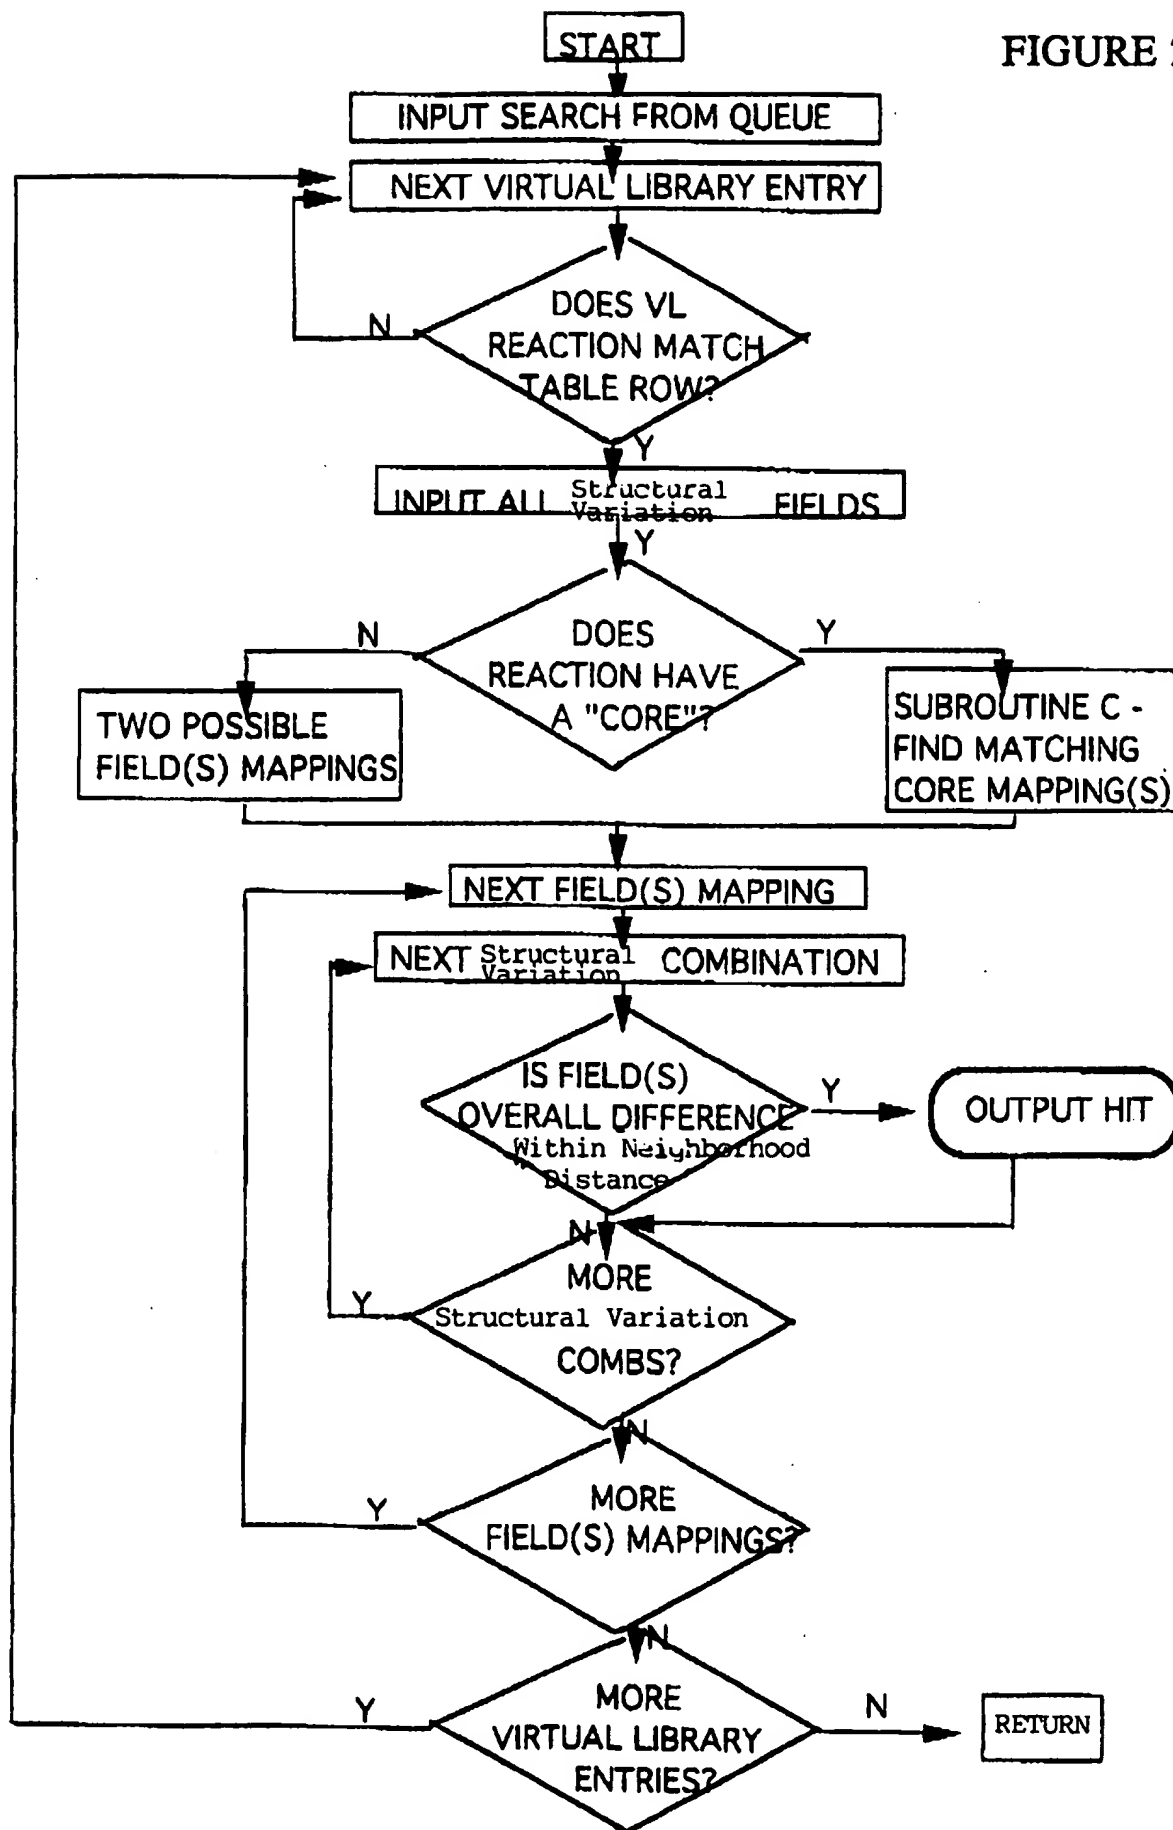 START
FIGURE
INPUT SEARCH FROM QUEUE
NEXT VIRTUAL LIBRARY ENTRY
DOES VL
REACTION MATCH
TABLE ROW?
N
Y
INPUT ALL Structural Variation FIELDS
Y
DOES
REACTION HAVE
A "CORE"?
N
Y
TWO POSSIBLE
FIELD(S) MAPPINGS
SUBROUTINE C -
FIND MATCHING
CORE MAPPING(S)
NEXT FIELD(S) MAPPING
NEXT Structural Variation COMBINATION
IS FIELD(S)
OVERALL DIFFERENCE
Within Neighborhood
Distance
Y
OUTPUT HIT
N
MORE
Structural Variation
COMBS?
Y
N
MORE
FIELD(S) MAPPINGS?
Y
N
MORE
VIRTUAL LIBRARY
ENTRIES?
Y
N
RETURN